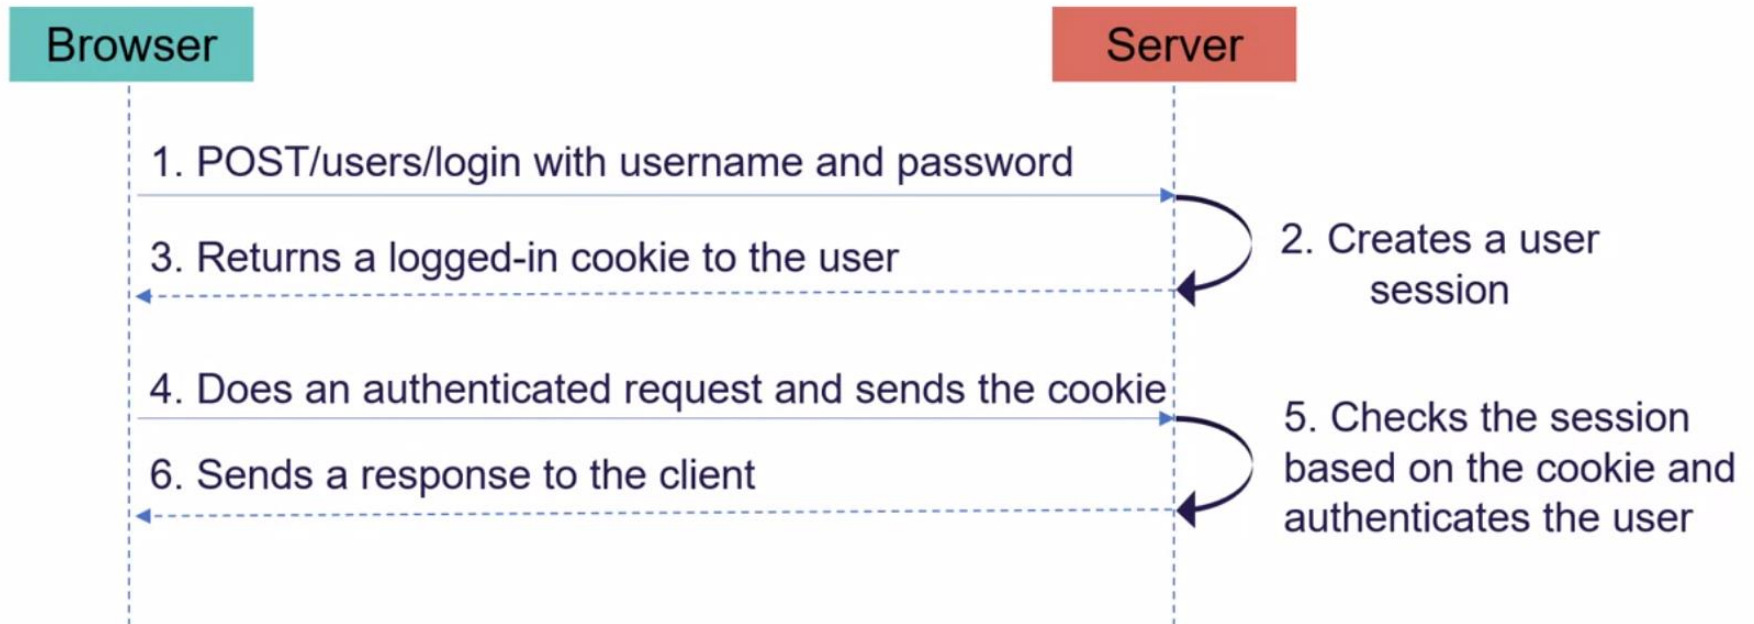 Browser
Server
1. POST/users/login with username and password
2. Creates a user
session
3. Returns a logged-in cookie to the user
4. Does an authenticated request and sends the cookie
5. Checks the session
based on the cookie and
authenticates the user
6. Sends a response to the client